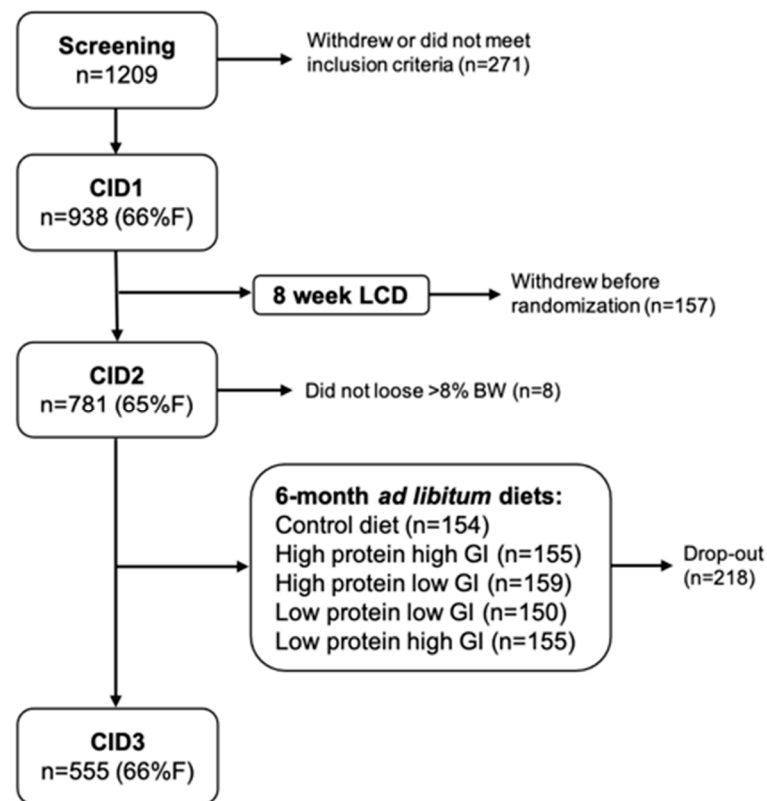 Screening
n=1209
Withdrew or did not meet
inclusion criteria (n=271)
CID1
n=938 (66%F)
8 week LCD
Withdrew before
randomization (n=157)
CID2
n=781 (65%F)
Did not loose >8% BW (n=8)
6-month ad libitum diets:
Control diet (n=154)
High protein high GI (n=155)
High protein low GI (n=159)
Low protein low GI (n=150)
Low protein high GI (n=155)
Drop-out
(n=218)
CID3
n=555 (66%F)